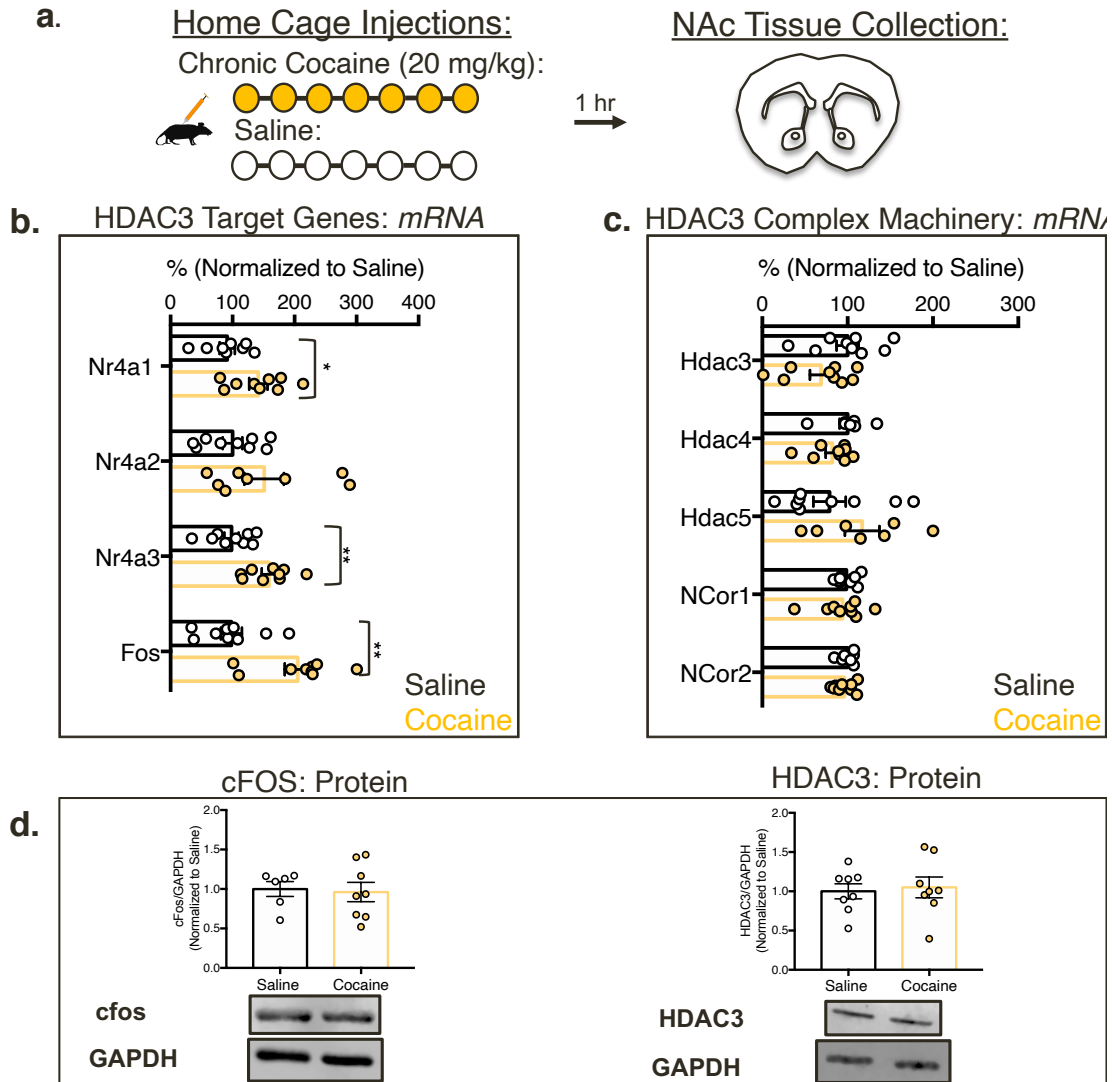 a.
Home Cage Injections:
NAc Tissue Collection:
Chronic Cocaine (20 mg/kg):
1 hr
Saline:
b.
HDAC3 Target Genes: mRNA
% (Normalized to Saline)
0 100 200 300 400
Nr4a1
*
Nr4a2
Nr4a3
**
Fos
**
Saline
Cocaine
c.
HDAC3 Complex Machinery: mRNA
% (Normalized to Saline)
0 100 200 300
Hdac3
Hdac4
Hdac5
NCor1
NCor2
Saline
Cocaine
d.
cFOS: Protein
cFos/GAPDH
(Normalized to Saline)
2.0
1.5
1.0
0.5
0.0
Saline Cocaine
cfos
GAPDH
HDAC3: Protein
HDAC3/GAPDH
(Normalized to Saline)
2.0
1.5
1.0
0.5
0.0
Saline Cocaine
HDAC3
GAPDH